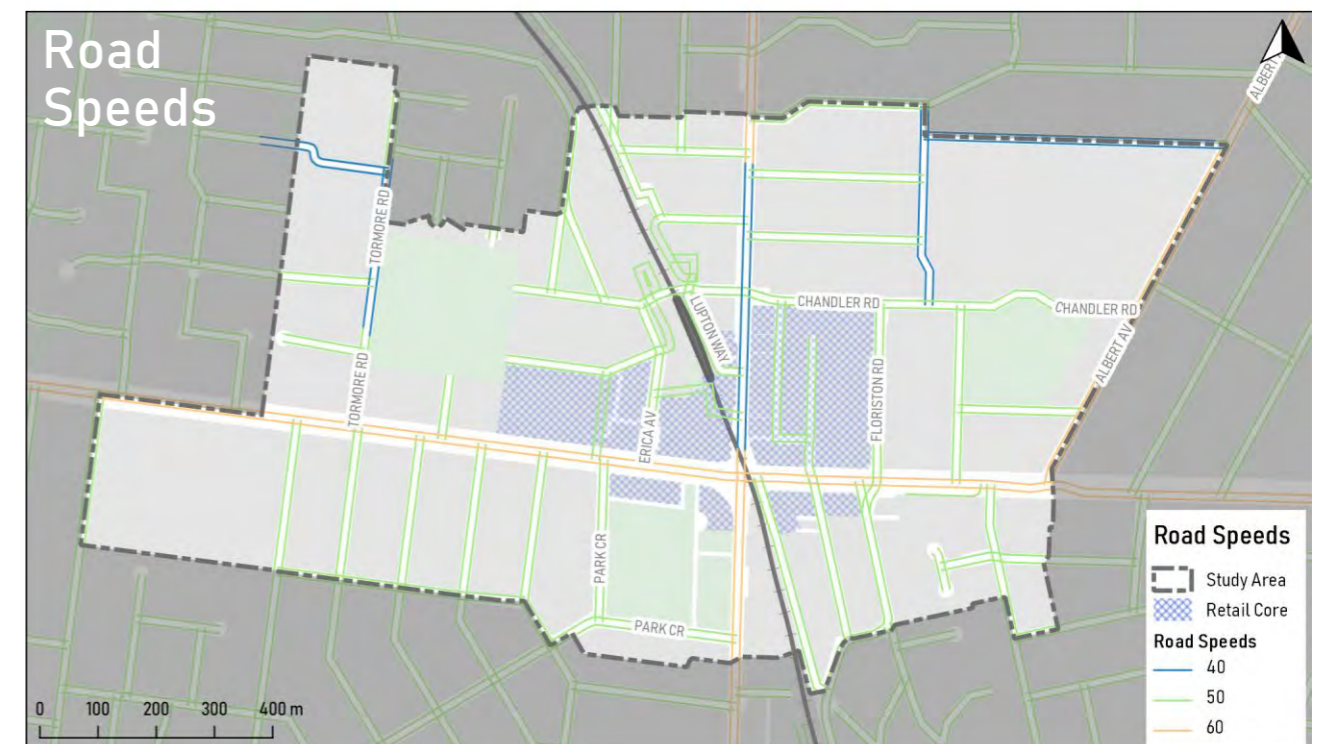 Road
Speeds
ALBERT
TORMORE RD
LUPTON WAY
CHANDLER RD
CHANDLER RD
ALBERT AV
TORMORE RD
FLORISTON RD
ERICA AV
PARK CR
PARK CR
0 100 200 300 400 m
Road Speeds
Study Area
Retail Core
Road Speeds
40
50
60